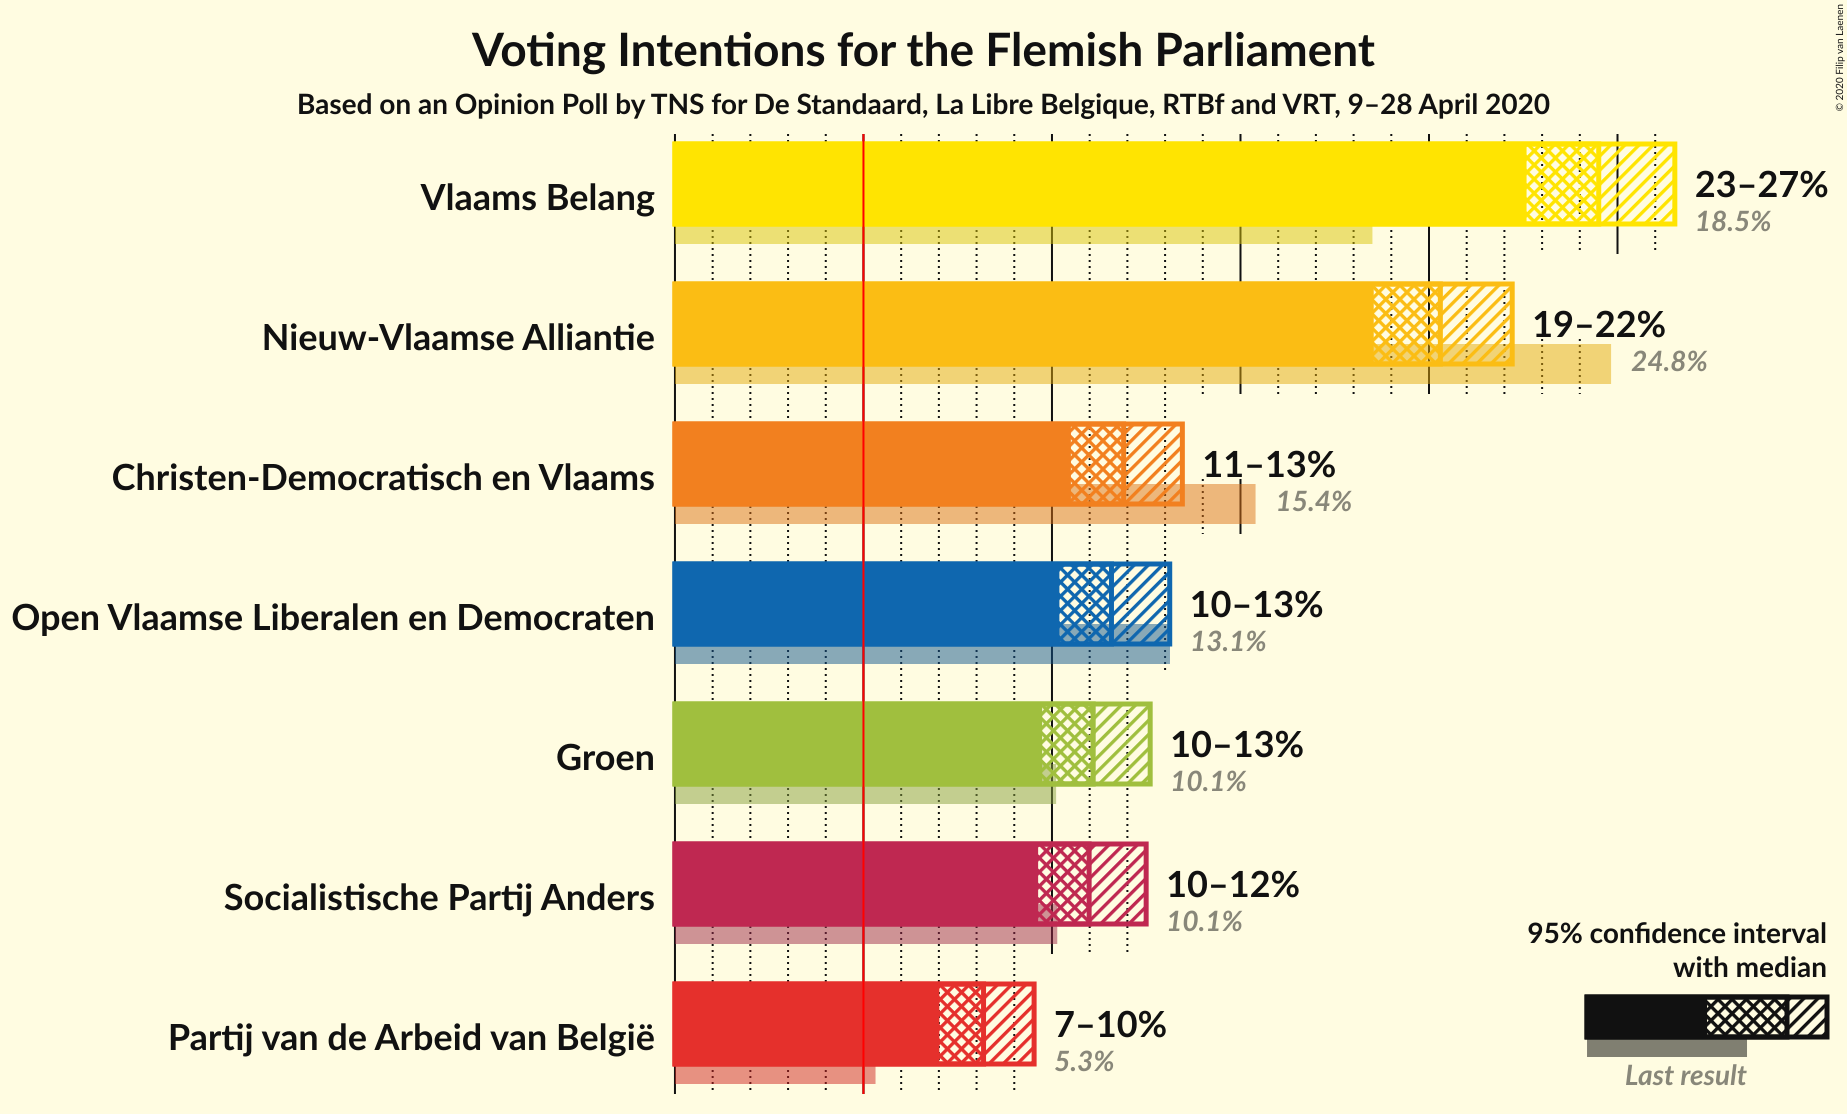 Voting Intentions for the Flemish Parliament
Based on an Opinion Poll by TNS for De Standaard, La Libre Belgique, RTBf and VRT, 9–28 April 2020
© 2020 Filip van Laenen
Vlaams Belang
23–27%
18.5%
Nieuw-Vlaamse Alliantie
19–22%
24.8%
Christen-Democratisch en Vlaams
11–13%
15.4%
Open Vlaamse Liberalen en Democraten
10–13%
13.1%
Groen
10–13%
10.1%
Socialistische Partij Anders
10–12%
10.1%
Partij van de Arbeid van België
7–10%
5.3%
95% confidence interval
with median
Last result